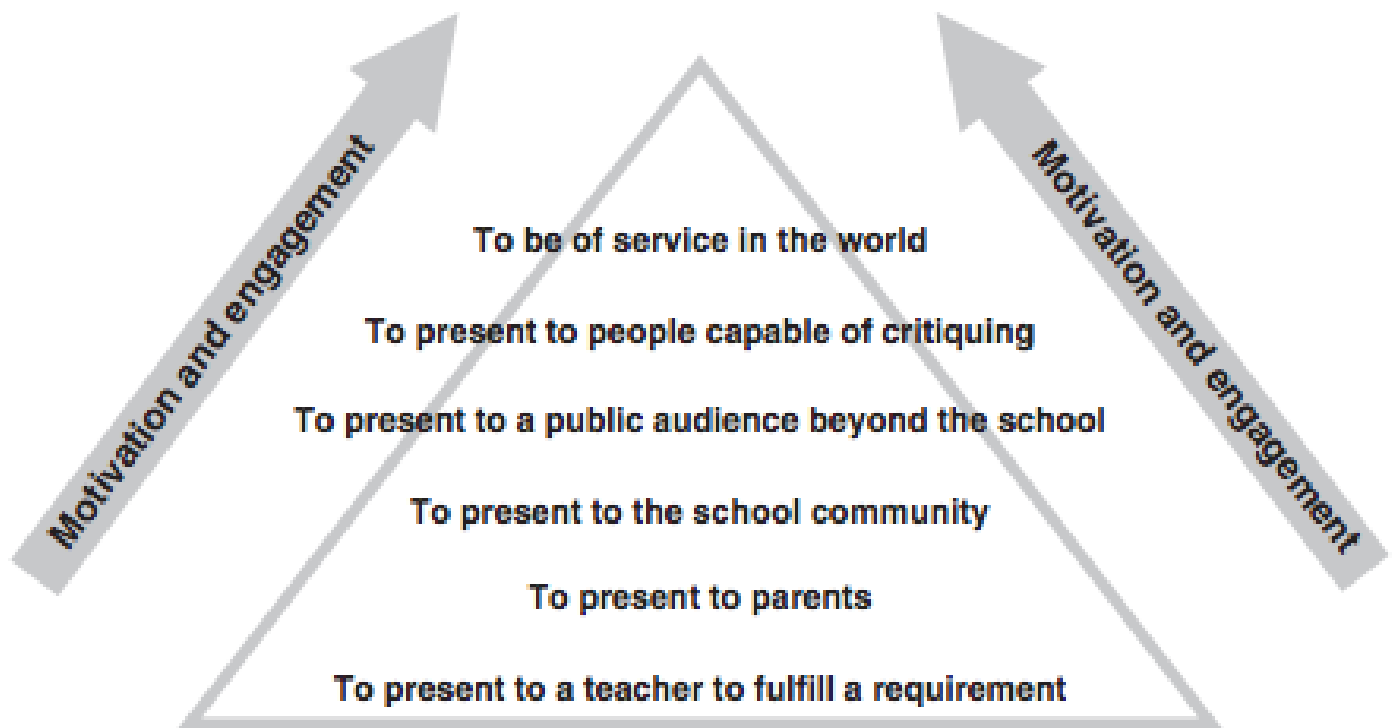 Motivation and engagement
Motivation and engagement
To be of service in the world
To present to people capable of critiquing
To present to a public audience beyond the school
To present to the school community
To present to parents
To present to a teacher to fulfill a requirement